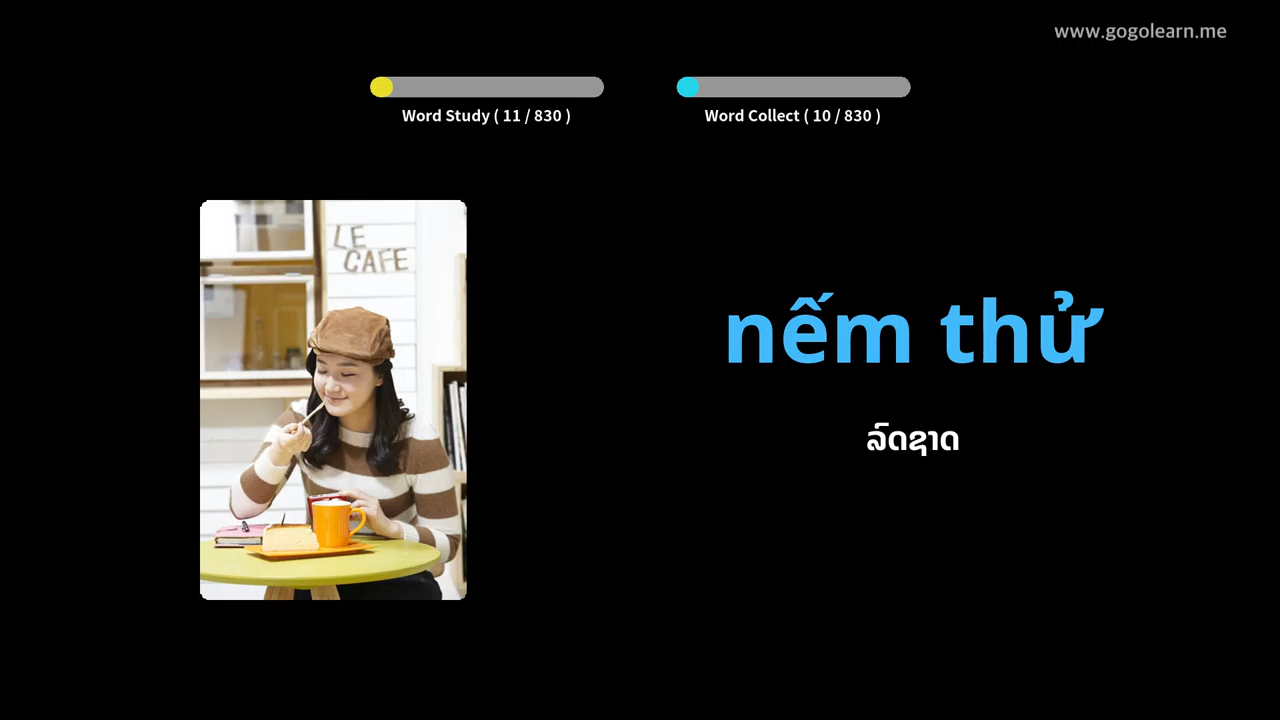 www.gogolearn.me
Word Study ( 11 / 830 )
Word Collect ( 10 / 830 )
LE
CAFE
nếm thử
ລົດຊາດ